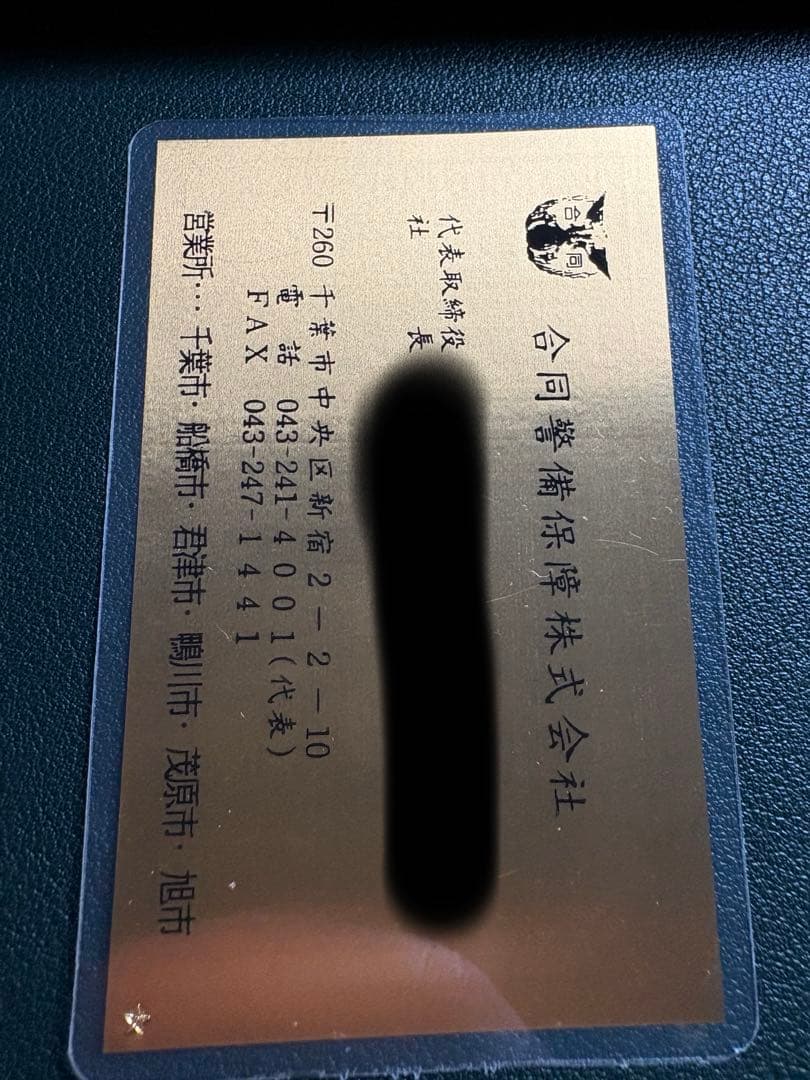 合同
合同警備保障株式会社
代表取締役
社長
〒260 千葉市中央区新宿2－2－10
電話 043-241-4001(代表)
FAX 043-247-1441
営業所…千葉市・船橋市・君津市・鴨川市・茂原市・旭市